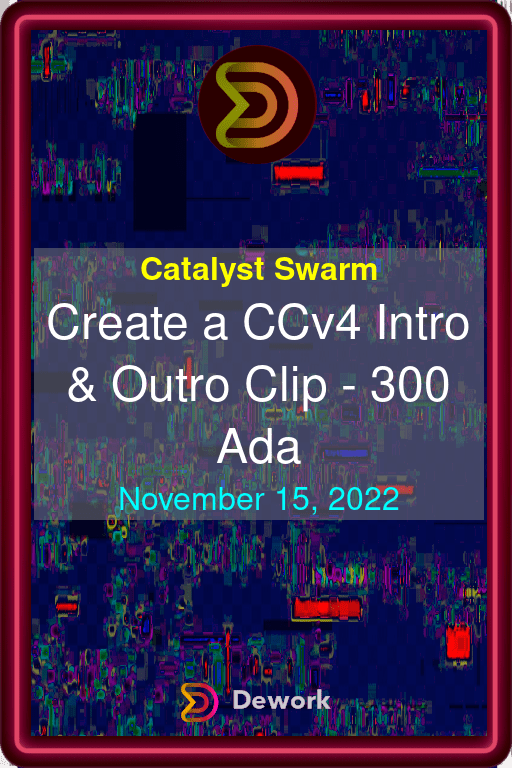 Catalyst Swarm
Create a CCv4 Intro
& Outro Clip - 300
Ada
November 15, 2022
Dework